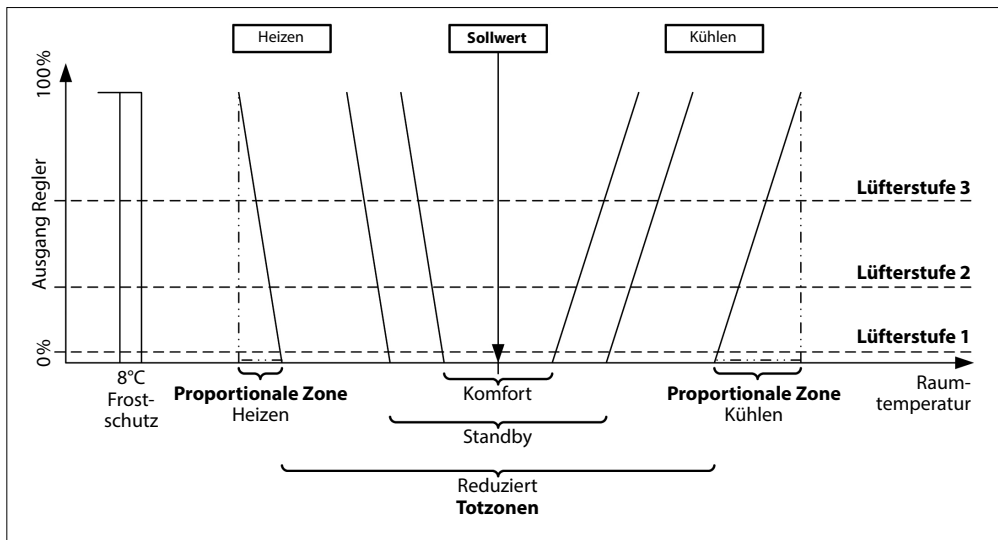 Heizen
Sollwert
Kühlen
100%
Ausgang Regler
0%
Lüfterstufe 3
Lüfterstufe 2
Lüfterstufe 1
8°C
Frost-
schutz
Proportionale Zone
Heizen
Komfort
Proportionale Zone
Kühlen
Raum-
temperatur
Standby
Reduziert
Totzonen